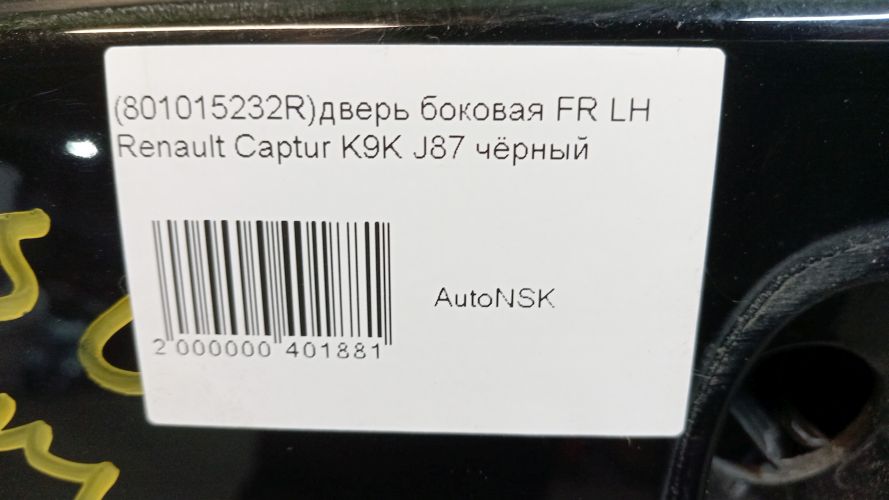 (801015232R)дверь боковая FR LH
Renault Captur K9K J87 чёрный
AutoNSK
2 000000 401881